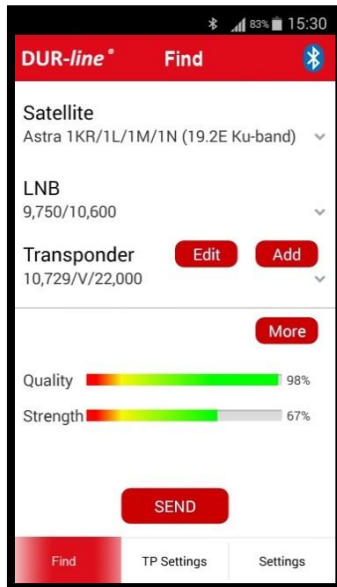 83% 15:30
DUR-line® Find
Satellite
Astra 1KR/1L/1M/1N (19.2E Ku-band)
LNB
9,750/10,600
Transponder Edit Add
10,729/V/22,000
More
Quality 98%
Strength 67%
SEND
Find TP Settings Settings